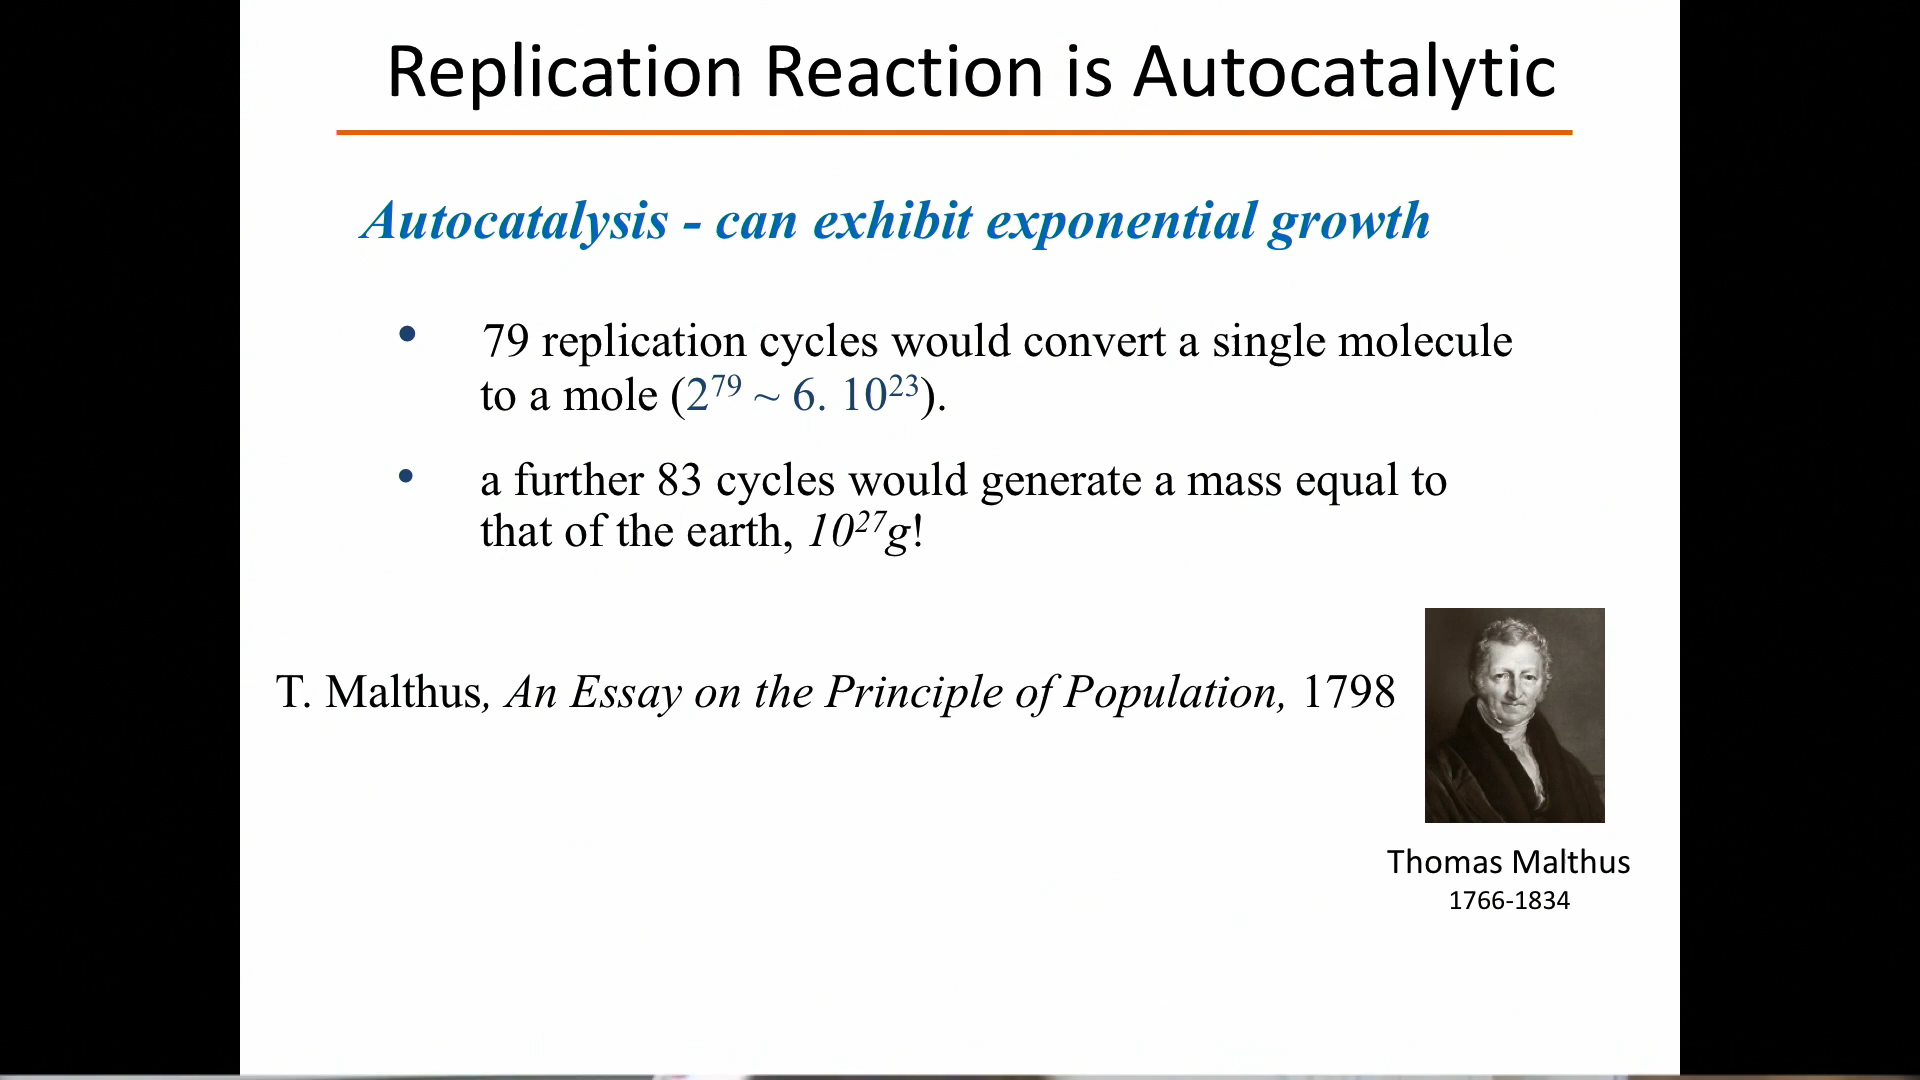 Replication Reaction is Autocatalytic
Autocatalysis - can exhibit exponential growth
• 79 replication cycles would convert a single molecule
to a mole (2⁷⁹ ~ 6. 10²³).
• a further 83 cycles would generate a mass equal to
that of the earth, 10²⁷g!
T. Malthus, An Essay on the Principle of Population, 1798
Thomas Malthus
1766-1834